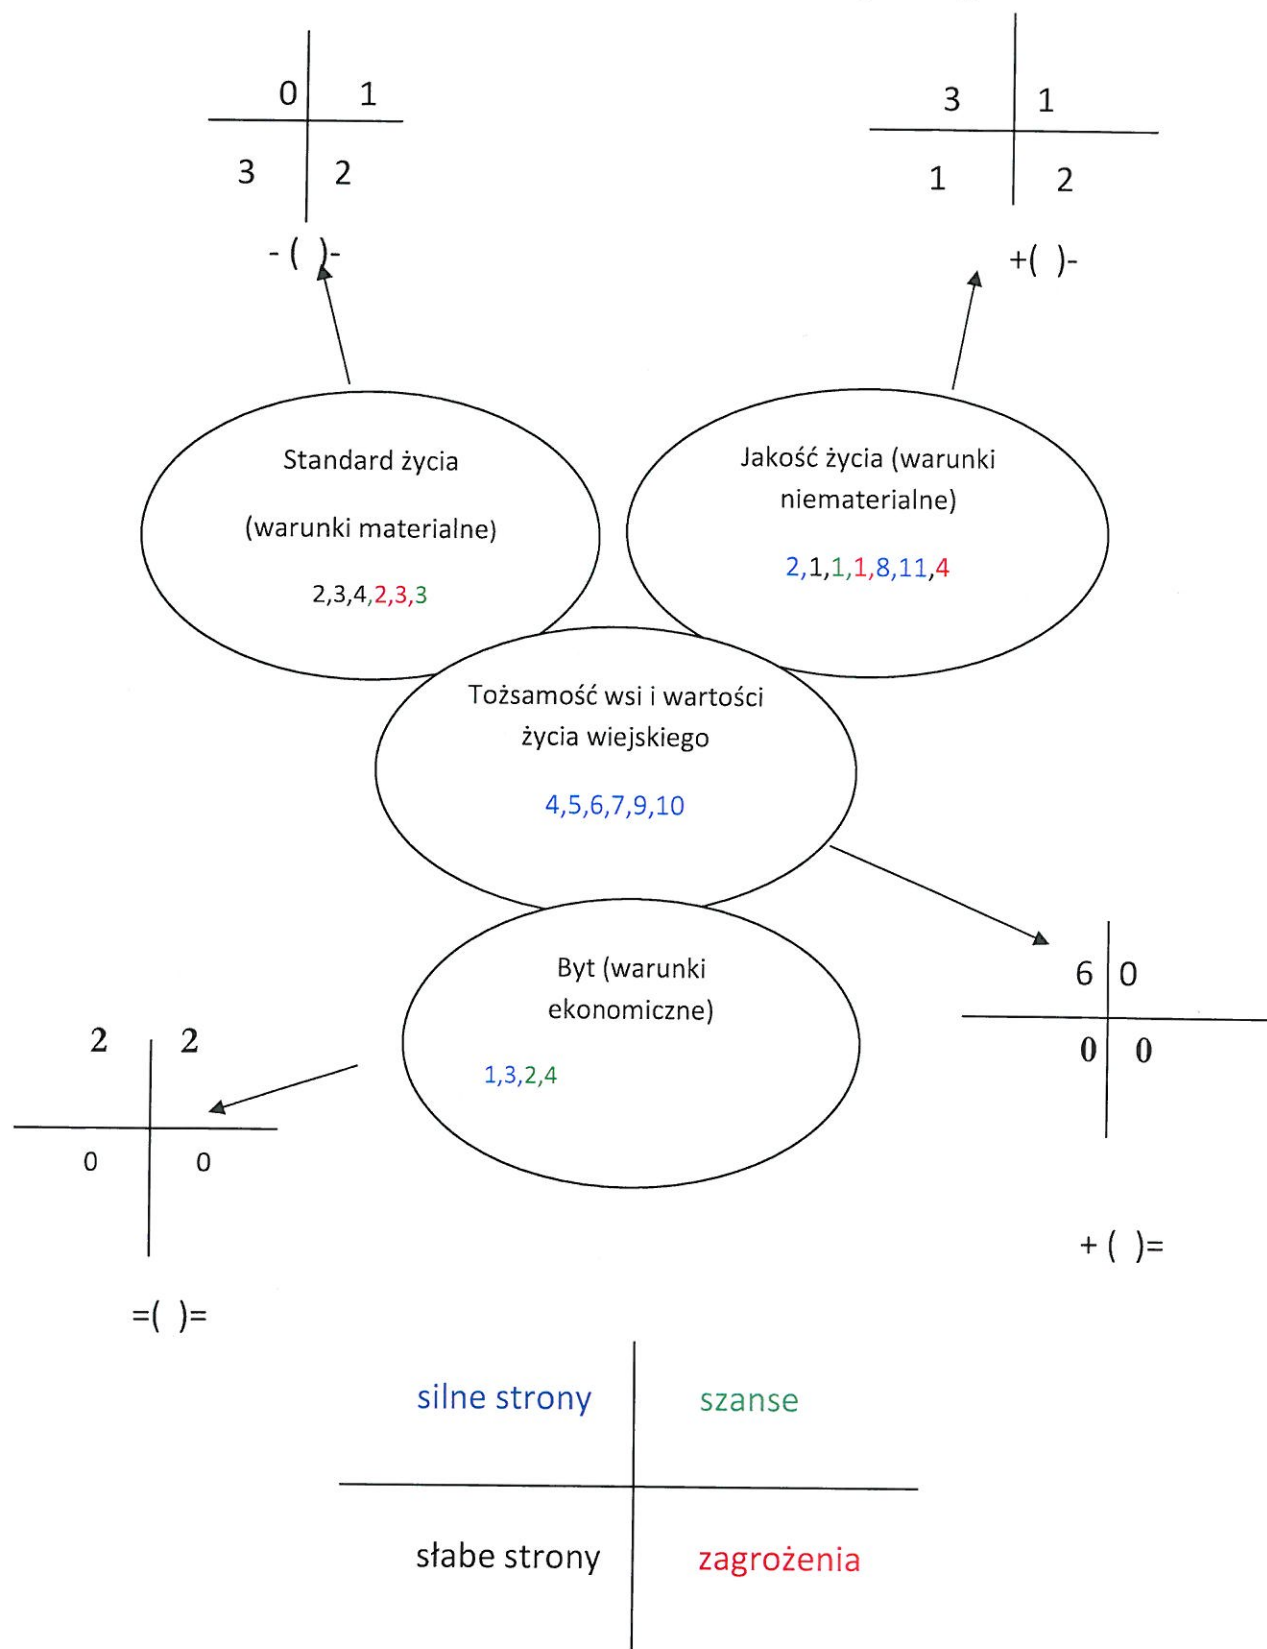 0 1
3 2
- ( )-
3 1
1 2
+( )-
Standard życia
(warunki materialne)
2,3,4,2,3,3
Jakość życia (warunki
niematerialne)
2,1,1,1,8,11,4
Tożsamość wsi i wartości
życia wiejskiego
4,5,6,7,9,10
6 0
0 0
+ ( )=
Byt (warunki
ekonomiczne)
1,3,2,4
2 2
0 0
=( )=
silne strony
szanse
słabe strony
zagrożenia